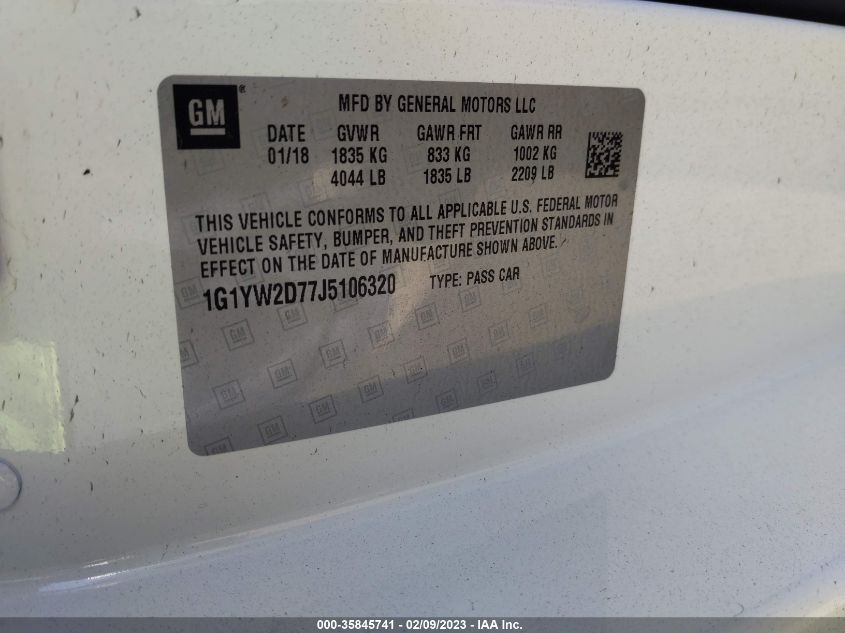 GM ®
MFD BY GENERAL MOTORS LLC
DATE GVWR GAWR FRT GAWR RR
01/18 1835 KG 833 KG 1002 KG
4044 LB 1835 LB 2209 LB
THIS VEHICLE CONFORMS TO ALL APPLICABLE U.S. FEDERAL MOTOR
VEHICLE SAFETY, BUMPER, AND THEFT PREVENTION STANDARDS IN
EFFECT ON THE DATE OF MANUFACTURE SHOWN ABOVE.
1G1YW2D77J5106320 TYPE: PASS CAR
000-35845741 - 02/09/2023 - IAA Inc.